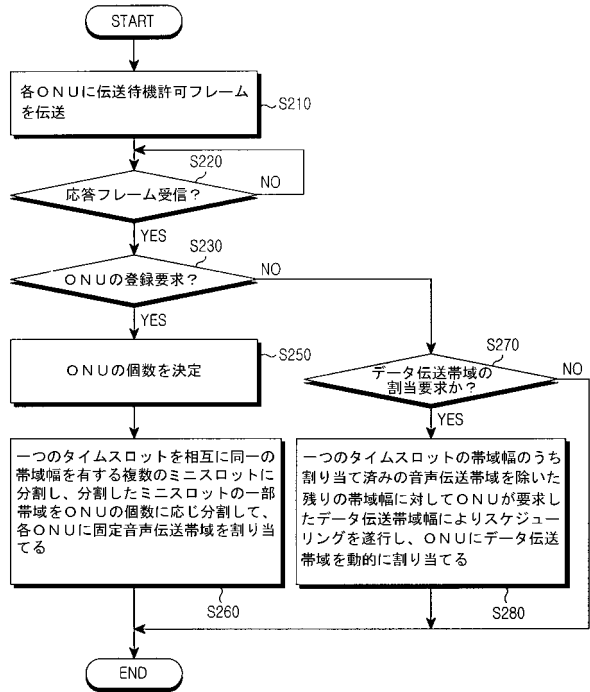 START
各ONUに伝送待機許可フレーム
を伝送
S210
S220
応答フレーム受信?
NO
YES
S230
ONUの登録要求?
NO
YES
ONUの個数を決定
S250
S270
データ伝送帯域の
割当要求か?
NO
YES
一つのタイムスロットを相互に同一の
帯域幅を有する複数のミニスロットに
分割し、分割したミニスロットの一部
帯域をONUの個数に応じ分割して、
各ONUに固定音声伝送帯域を割り当
てる
S260
一つのタイムスロットの帯域幅のうち
割り当て済みの音声伝送帯域を除いた
残りの帯域幅に対してONUが要求し
たデータ伝送帯域幅によりスケジュー
リングを遂行し、ONUにデータ伝送
帯域を動的に割り当てる
S280
END